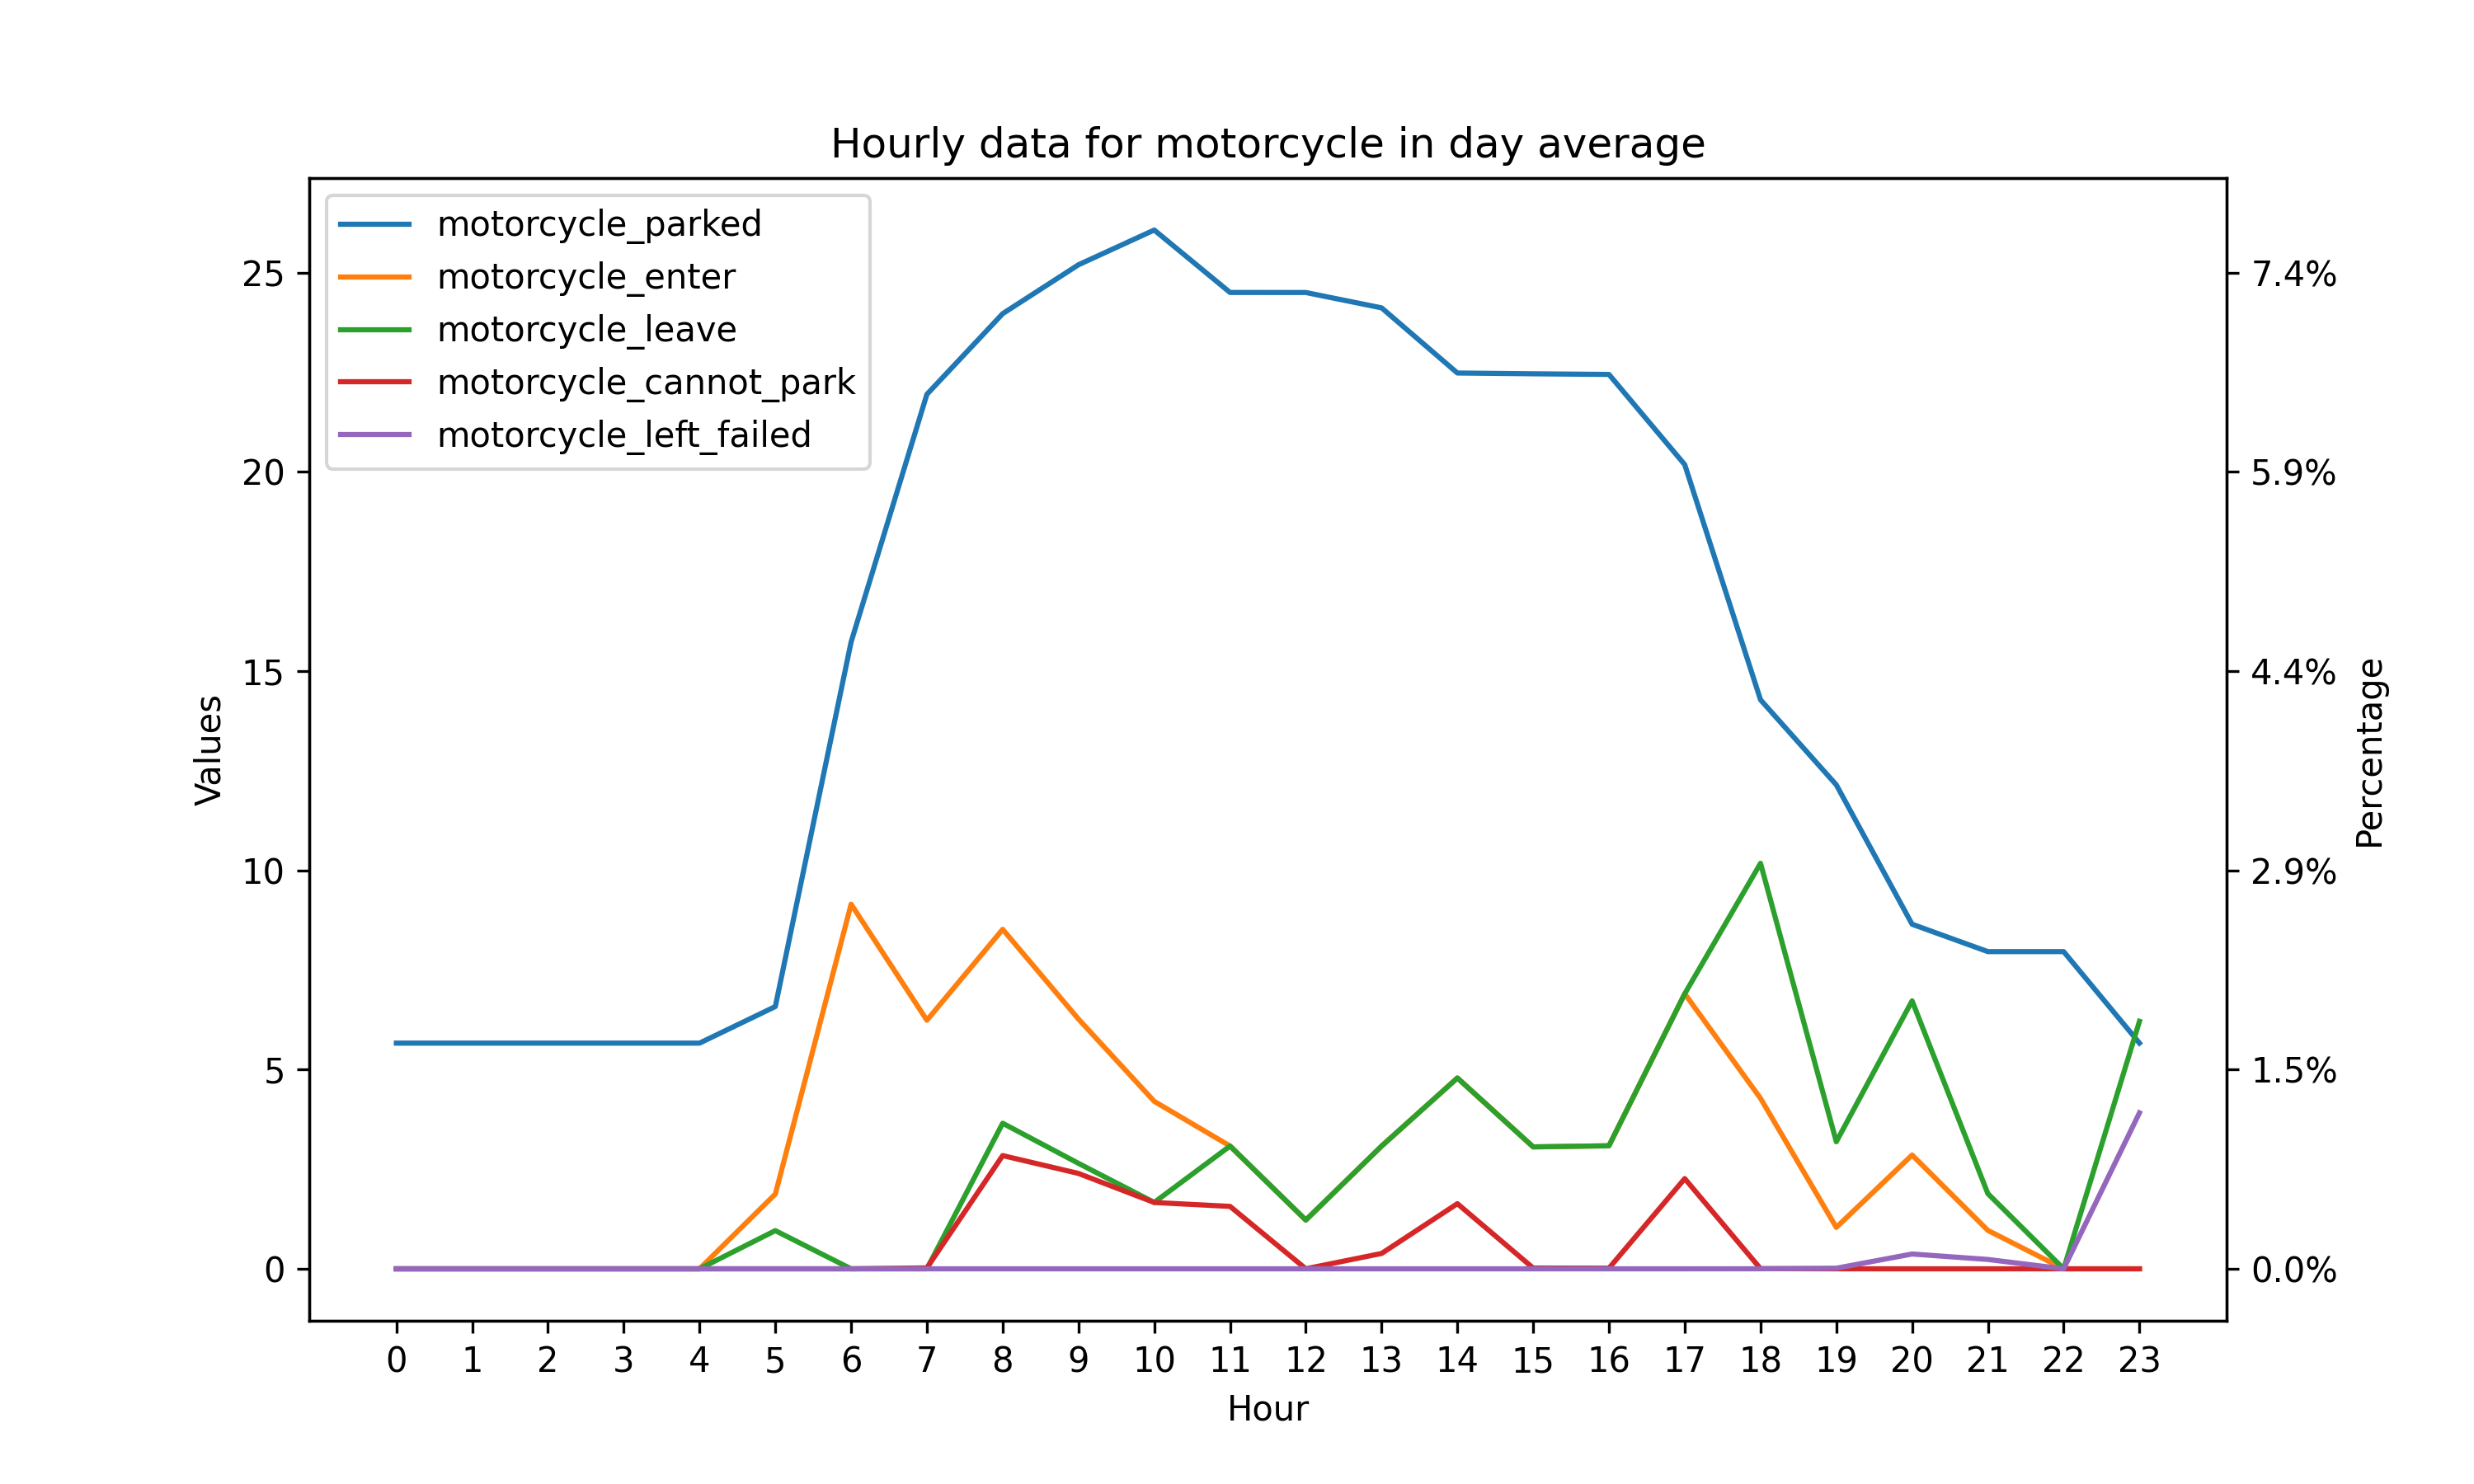 Hourly data for motorcycle in day average
motorcycle_parked
motorcycle_enter
motorcycle_leave
motorcycle_cannot_park
motorcycle_left_failed
Values
25
20
15
10
5
0
7.4%
5.9%
4.4%
2.9%
1.5%
0.0%
Percentage
0 1 2 3 4 5 6 7 8 9 10 11 12 13 14 15 16 17 18 19 20 21 22 23
Hour